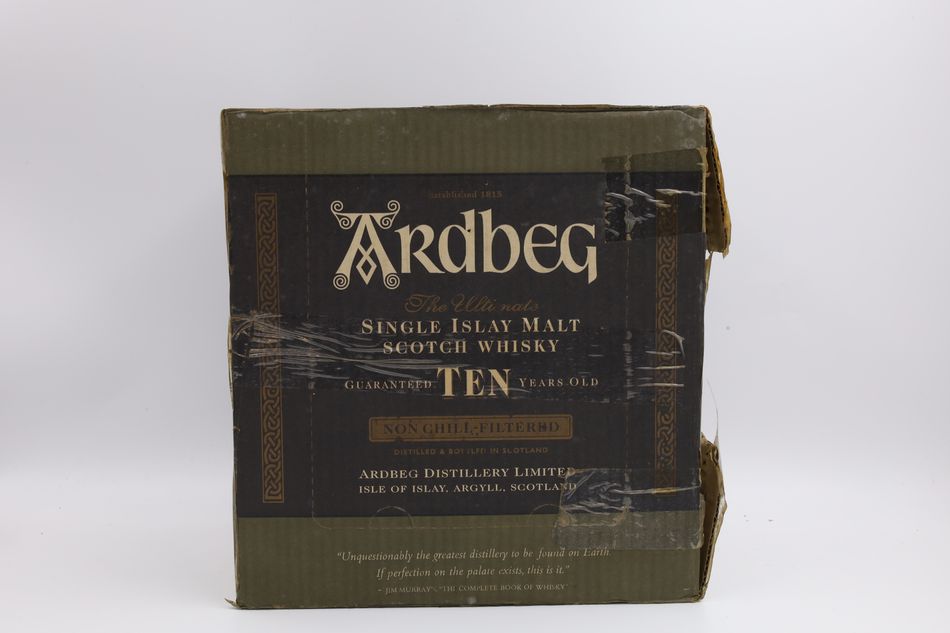 Established 1815
ARDBEG
The Ultimate
SINGLE ISLAY MALT
SCOTCH WHISKY
GUARANTEED TEN YEARS OLD
NON CHILL-FILTERED
DISTILLED & BOTTLED IN SCOTLAND
ARDBEG DISTILLERY LIMITED
ISLE OF ISLAY, ARGYLL, SCOTLAND
"Unquestionably the greatest distillery to be found on Earth.
If perfection on the palate exists, this is it."
- JIM MURRAY'S "THE COMPLETE BOOK OF WHISKY"